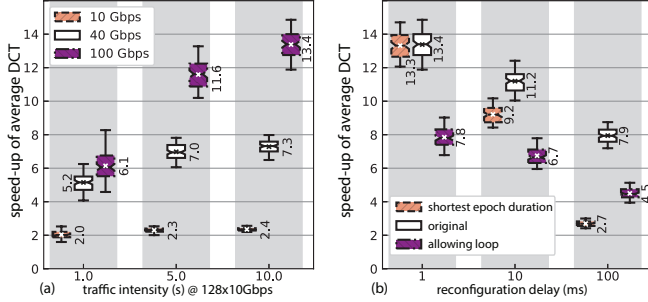 speed-up of average DCT
14
12
10
8
6
4
2
0
10 Gbps
40 Gbps
100 Gbps
2.0
5.2
6.1
2.3
7.0
11.6
2.4
7.3
13.4
1.0 5.0 10.0
(a) traffic intensity (s) @ 128x10Gbps
speed-up of average DCT
14
12
10
8
6
4
2
0
13.3
13.4
7.8
9.2
11.2
6.7
2.7
7.9
4.5
shortest epoch duration
original
allowing loop
1 10 100
(b) reconfiguration delay (ms)